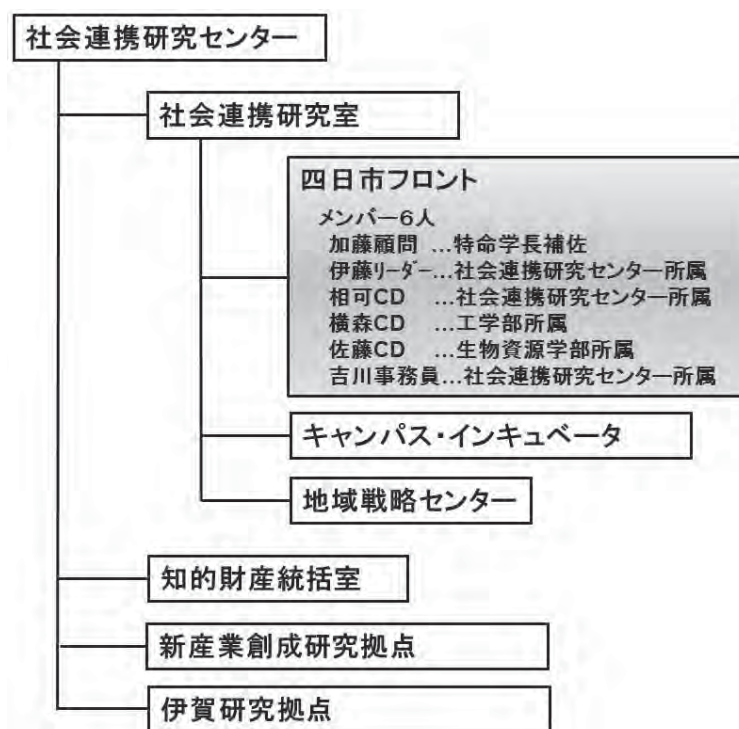 社会連携研究センター
社会連携研究室
四日市フロント
メンバー6人
加藤顧問 …特命学長補佐
伊藤リーダー…社会連携研究センター所属
相可CD …社会連携研究センター所属
横森CD …工学部所属
佐藤CD …生物資源学部所属
吉川事務員…社会連携研究センター所属
キャンパス・インキュベータ
地域戦略センター
知的財産統括室
新産業創成研究拠点
伊賀研究拠点